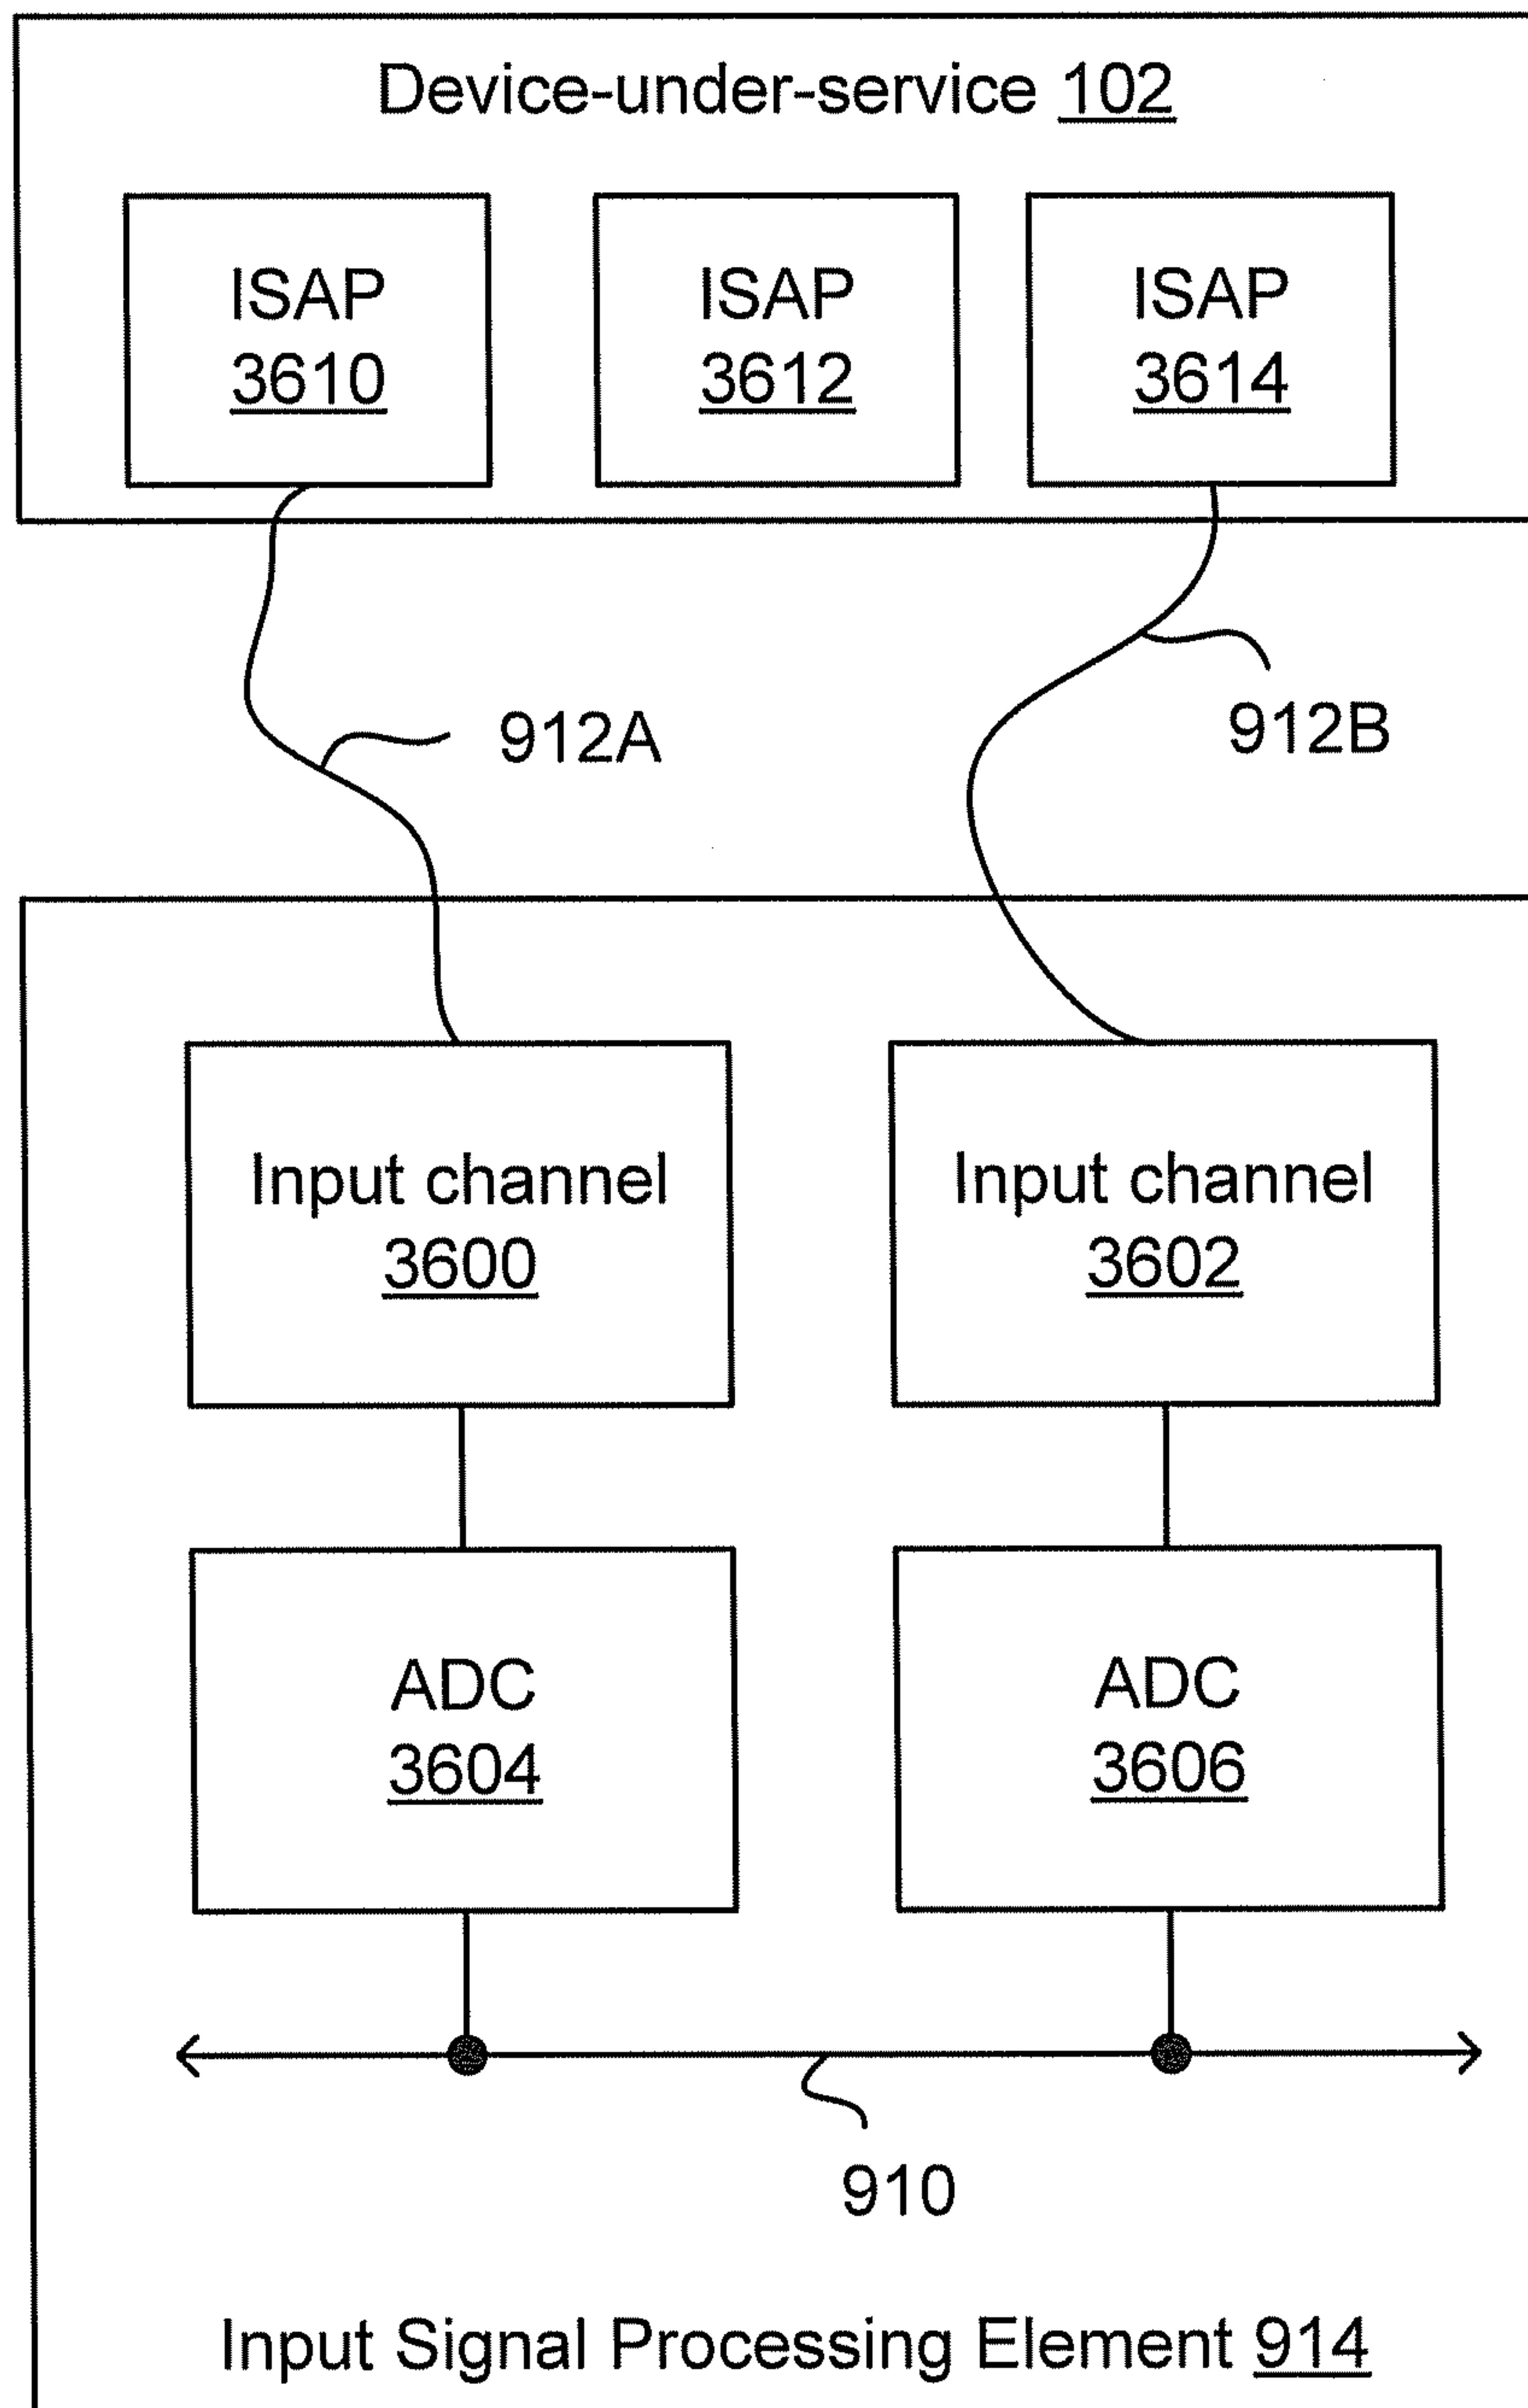 Device-under-service 102
ISAP
3610
ISAP
3612
ISAP
3614
912A
912B
Input channel
3600
Input channel
3602
ADC
3604
ADC
3606
910
Input Signal Processing Element 914